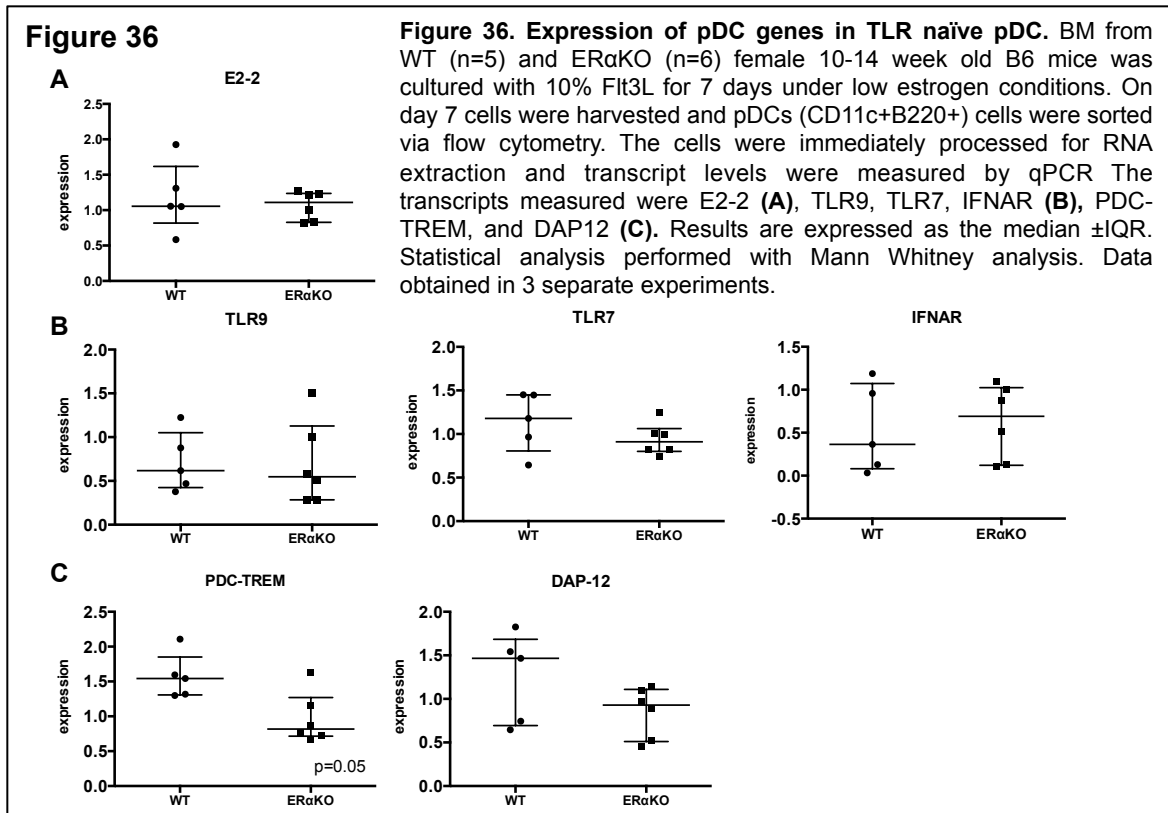 Figure 36
Figure 36. Expression of pDC genes in TLR naïve pDC. BM from
WT (n=5) and ERαKO (n=6) female 10-14 week old B6 mice was
cultured with 10% Flt3L for 7 days under low estrogen conditions. On
day 7 cells were harvested and pDCs (CD11c+B220+) cells were sorted
via flow cytometry. The cells were immediately processed for RNA
extraction and transcript levels were measured by qPCR The
transcripts measured were E2-2 (A), TLR9, TLR7, IFNAR (B), PDC-
TREM, and DAP12 (C). Results are expressed as the median ±IQR.
Statistical analysis performed with Mann Whitney analysis. Data
obtained in 3 separate experiments.
A
E2-2
expression
2.5
2.0
1.5
1.0
0.5
0.0
WT ERαKO
B
TLR9
expression
2.0
1.5
1.0
0.5
0.0
WT ERαKO
TLR7
expression
2.0
1.5
1.0
0.5
0.0
WT ERαKO
IFNAR
expression
1.5
1.0
0.5
0.0
-0.5
WT ERαKO
C
PDC-TREM
expression
2.5
2.0
1.5
1.0
0.5
0.0
p=0.05
WT ERαKO
DAP-12
expression
2.0
1.5
1.0
0.5
0.0
WT ERαKO